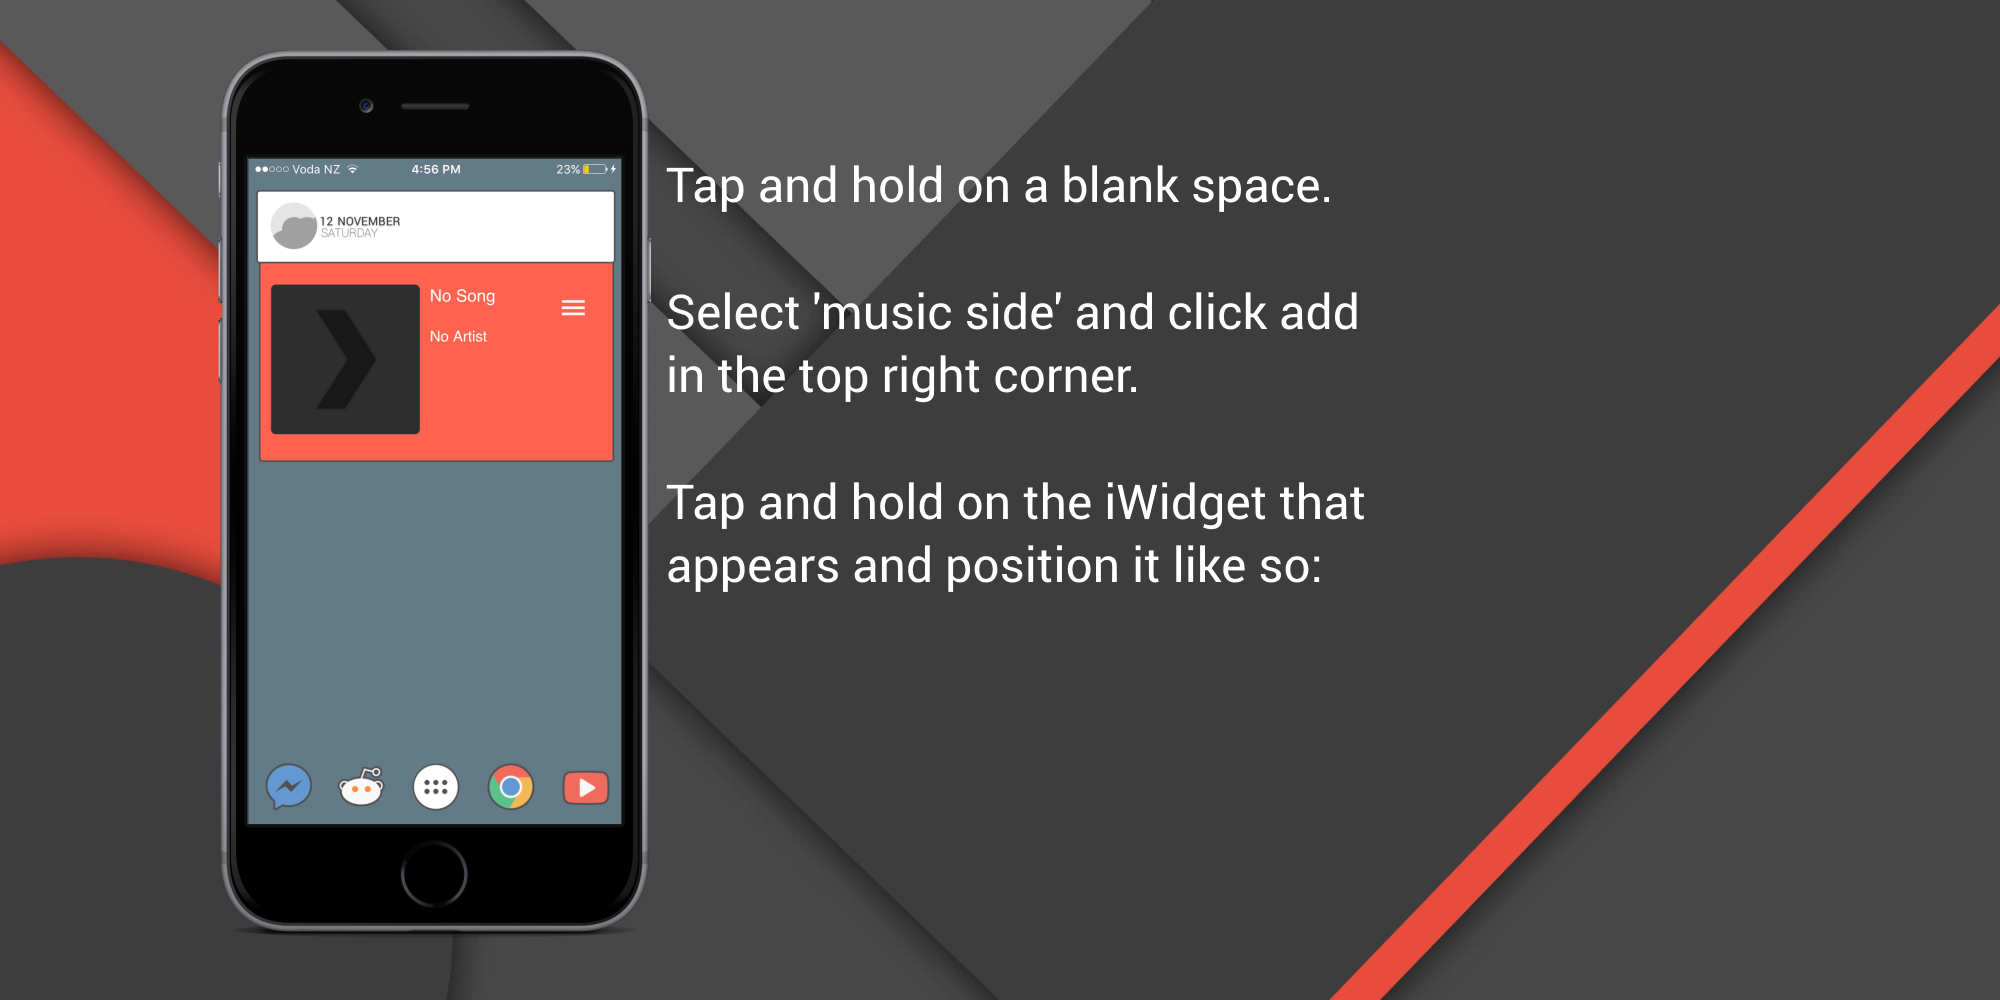 Voda NZ 4:56 PM 23%
12 NOVEMBER
SATURDAY
No Song
No Artist
Tap and hold on a blank space.
Select 'music side' and click add
in the top right corner.
Tap and hold on the iWidget that
appears and position it like so: